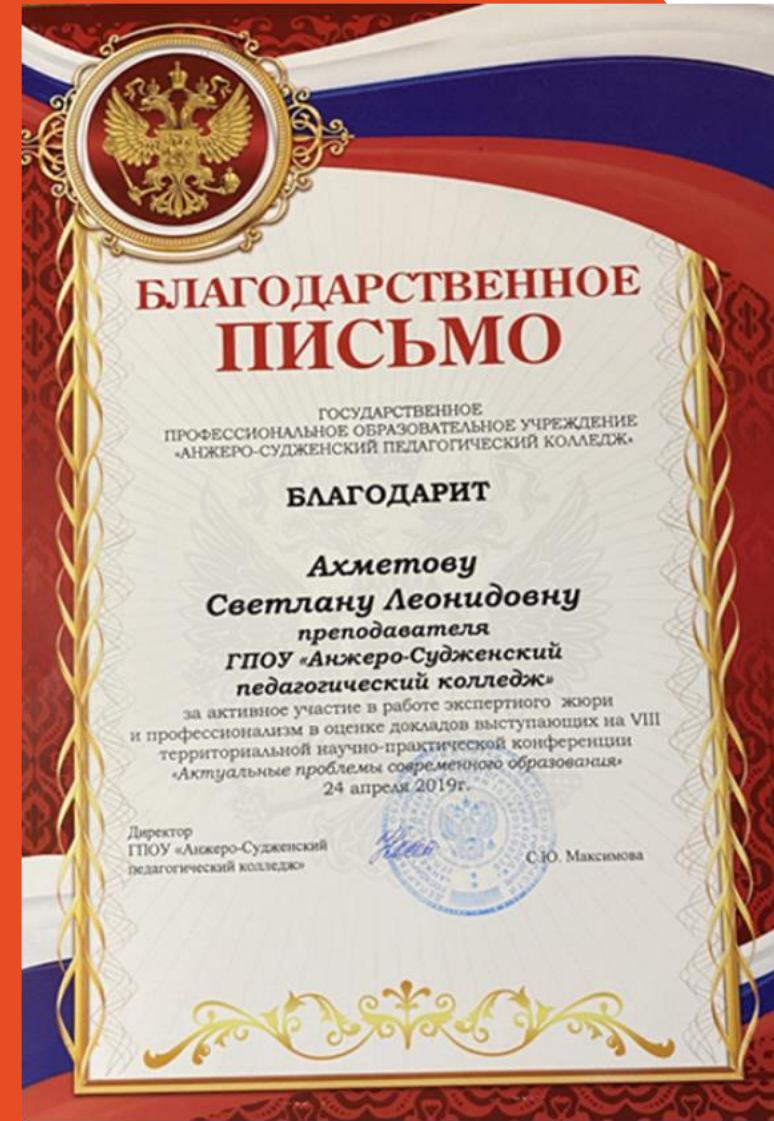 БЛАГОДАРСТВЕННОЕ
ПИСЬМО
ГОСУДАРСТВЕННОЕ
ПРОФЕССИОНАЛЬНОЕ ОБРАЗОВАТЕЛЬНОЕ УЧРЕЖДЕНИЕ
«АНЖЕРО-СУДЖЕНСКИЙ ПЕДАГОГИЧЕСКИЙ КОЛЛЕДЖ»
БЛАГОДАРИТ
Ахметову
Светлану Леонидовну
преподавателя
ГПОУ «Анжеро-Судженский
педагогический колледж»
за активное участие в работе экспертного жюри
и профессионализм в оценке докладов выступающих на VIII
территориальной научно-практической конференции
«Актуальные проблемы современного образования»
24 апреля 2019г.
Директор
ГПОУ «Анжеро-Судженский
педагогический колледж»
С.Ю. Максимова